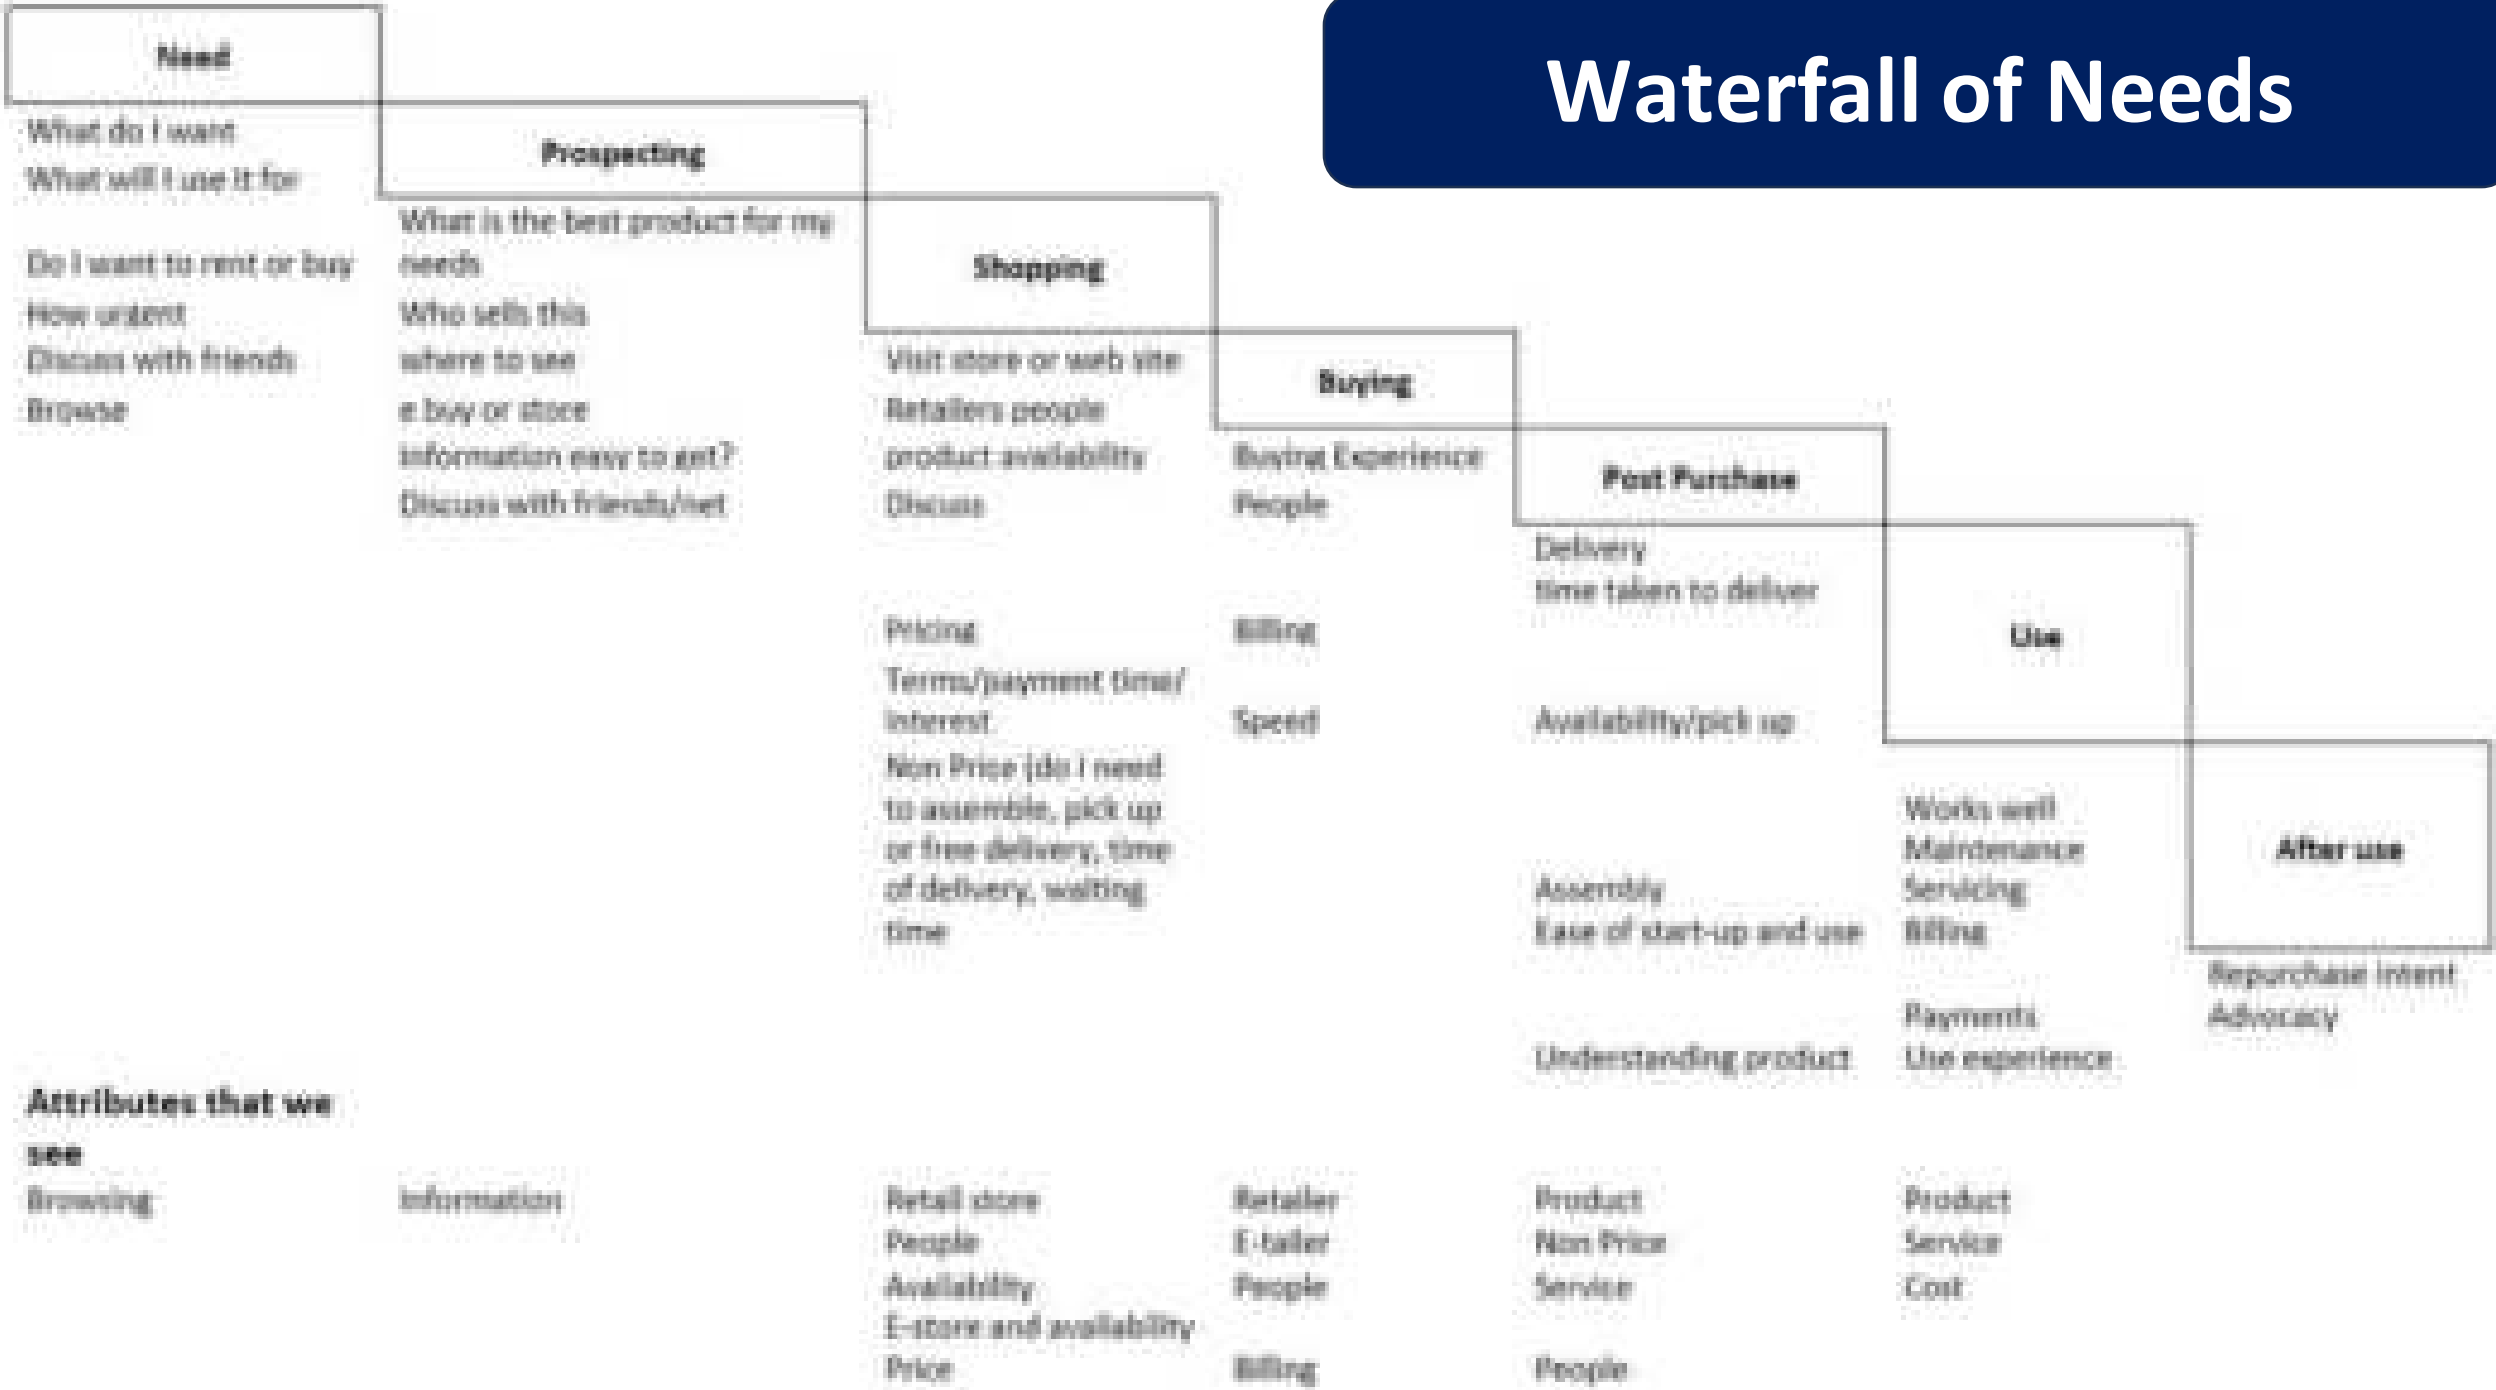 Waterfall of Needs
Need
What do I want
What will I use it for
Do I want to rent or buy
How urgent
Discuss with friends
Browse
Prospecting
What is the best product for my
needs
Who sells this
where to see
e buy or store
Information easy to get?
Discuss with friends/net
Shopping
Visit store or web site
Retailers people
product availability
Discuss
Pricing
Terms/payment time/
interest
Non Price (do I need
to assemble, pick up
or free delivery, time
of delivery, waiting
time
Buying
Buying Experience
People
Billing
Speed
Post Purchase
Delivery
time taken to deliver
Availability/pick up
Assembly
Ease of start-up and use
Understanding product
Use
Works well
Maintenance
Servicing
Billing
Payments
Use experience
After use
Repurchase intent
Advocacy
Attributes that we
see
Browsing
Information
Retail store
People
Availability
E-store and availability
Price
Retailer
E-tailer
People
Billing
Product
Non Price
Service
People
Product
Service
Cost